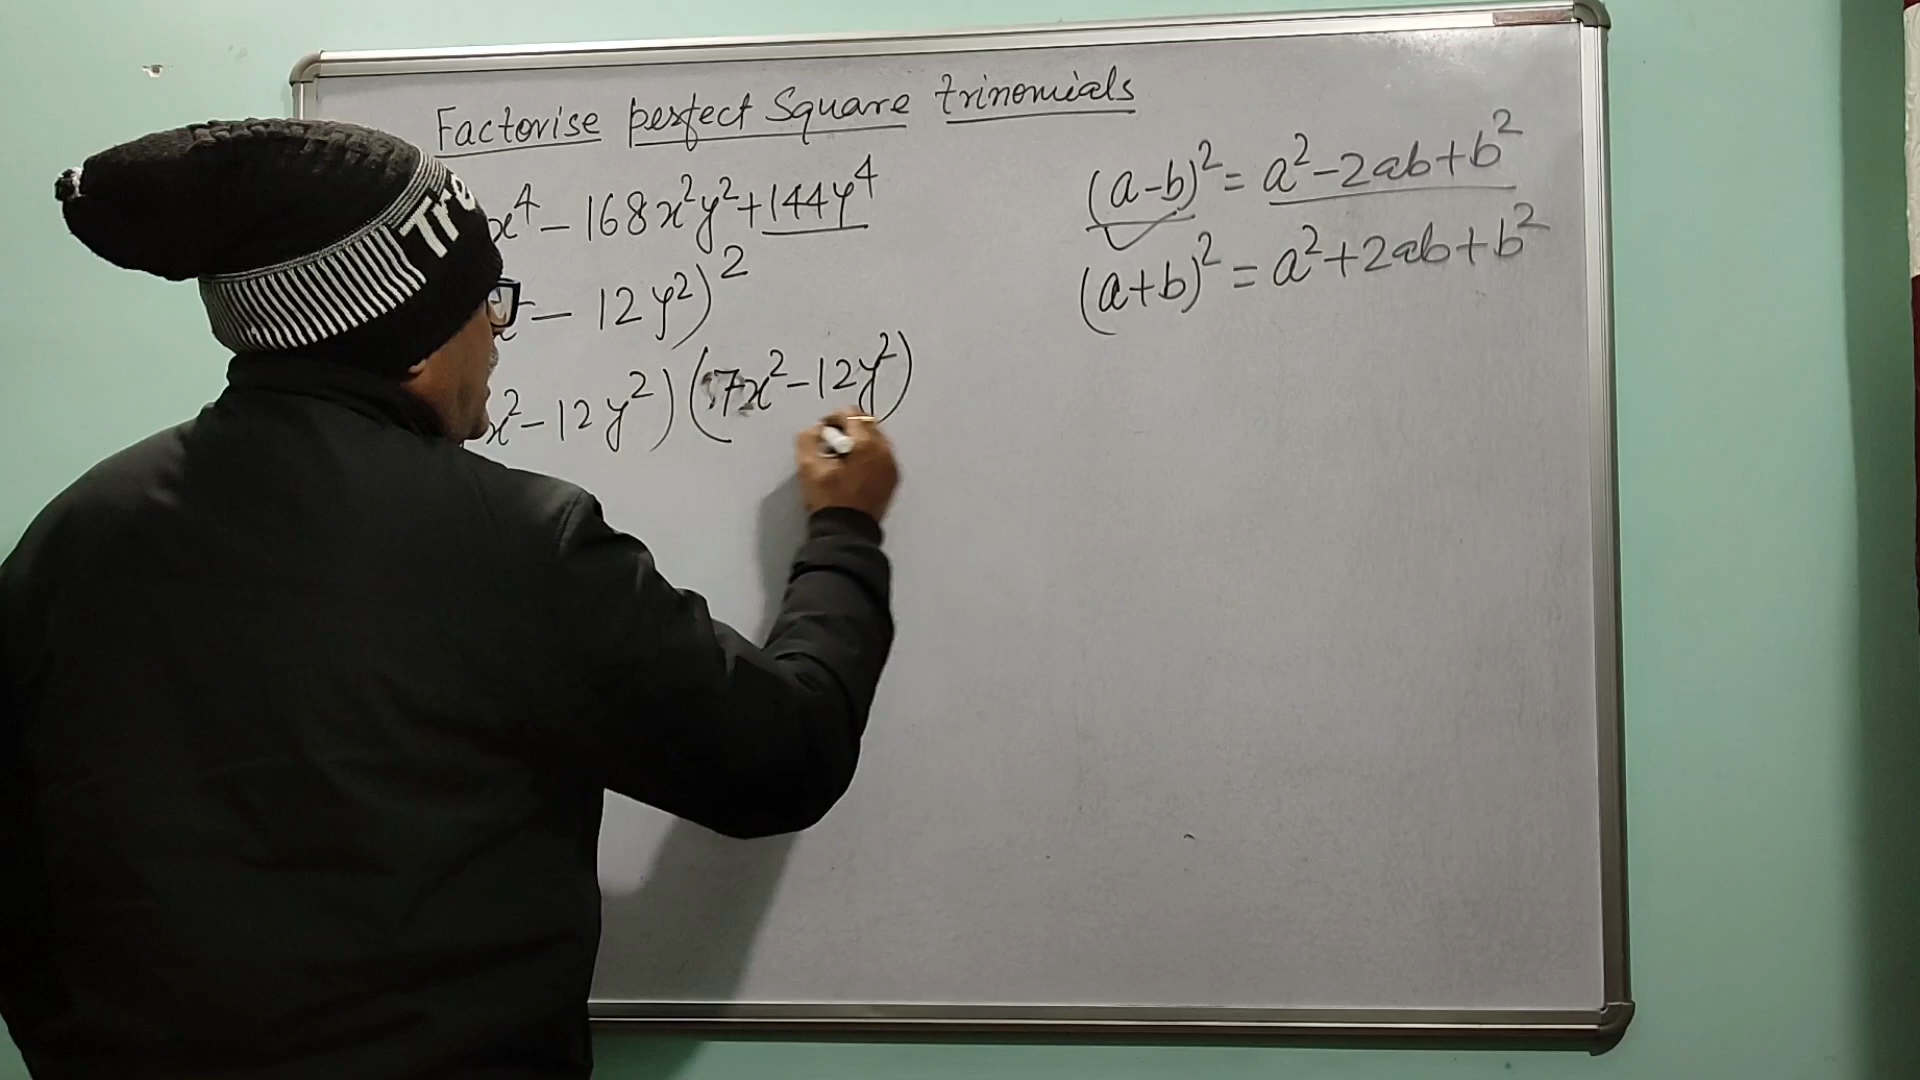 Factorise perfect Square trinomials
x⁴ - 168x²y² + 144y⁴
- 12y²)²
x² - 12y²) (7x² - 12y²)
(a-b)² = a² - 2ab + b²
(a+b)² = a² + 2ab + b²
Tre